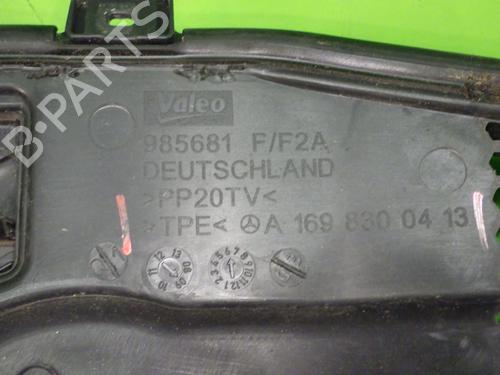 Valeo
985681 F/F2A
DEUTSCHLAND
>PP20TV<
>TPE< A 169 830 04 13
B-PARTS